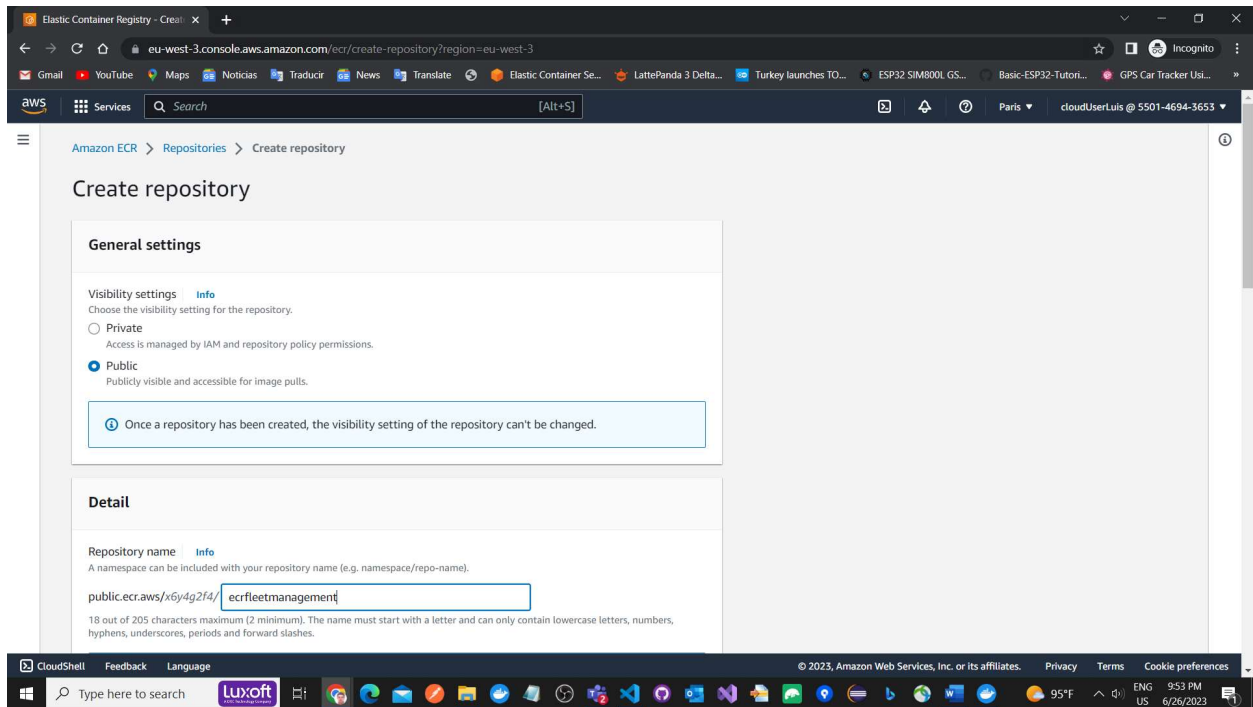 Elastic Container Registry - Creat
eu-west-3.console.aws.amazon.com/ecr/create-repository?region=eu-west-3
Incognito
Gmail YouTube Maps Noticias Traducir News Translate Elastic Container Se... LattePanda 3 Delta... Turkey launches TO... ESP32 SIM800L GS... Basic-ESP32-Tutori... GPS Car Tracker Usi... »
aws Services Search [Alt+S] Paris cloudUserLuis @ 5501-4694-3653
Amazon ECR > Repositories > Create repository
Create repository
General settings
Visibility settings Info
Choose the visibility setting for the repository.
Private
Access is managed by IAM and repository policy permissions.
Public
Publicly visible and accessible for image pulls.
Once a repository has been created, the visibility setting of the repository can't be changed.
Detail
Repository name Info
A namespace can be included with your repository name (e.g. namespace/repo-name).
public.ecr.aws/x6y4g2f4/ ecrfleetmanagement
18 out of 205 characters maximum (2 minimum). The name must start with a letter and can only contain lowercase letters, numbers,
hyphens, underscores, periods and forward slashes.
CloudShell Feedback Language © 2023, Amazon Web Services, Inc. or its affiliates. Privacy Terms Cookie preferences
Type here to search Luxoft 95°F ENG 9:53 PM
US 6/26/2023